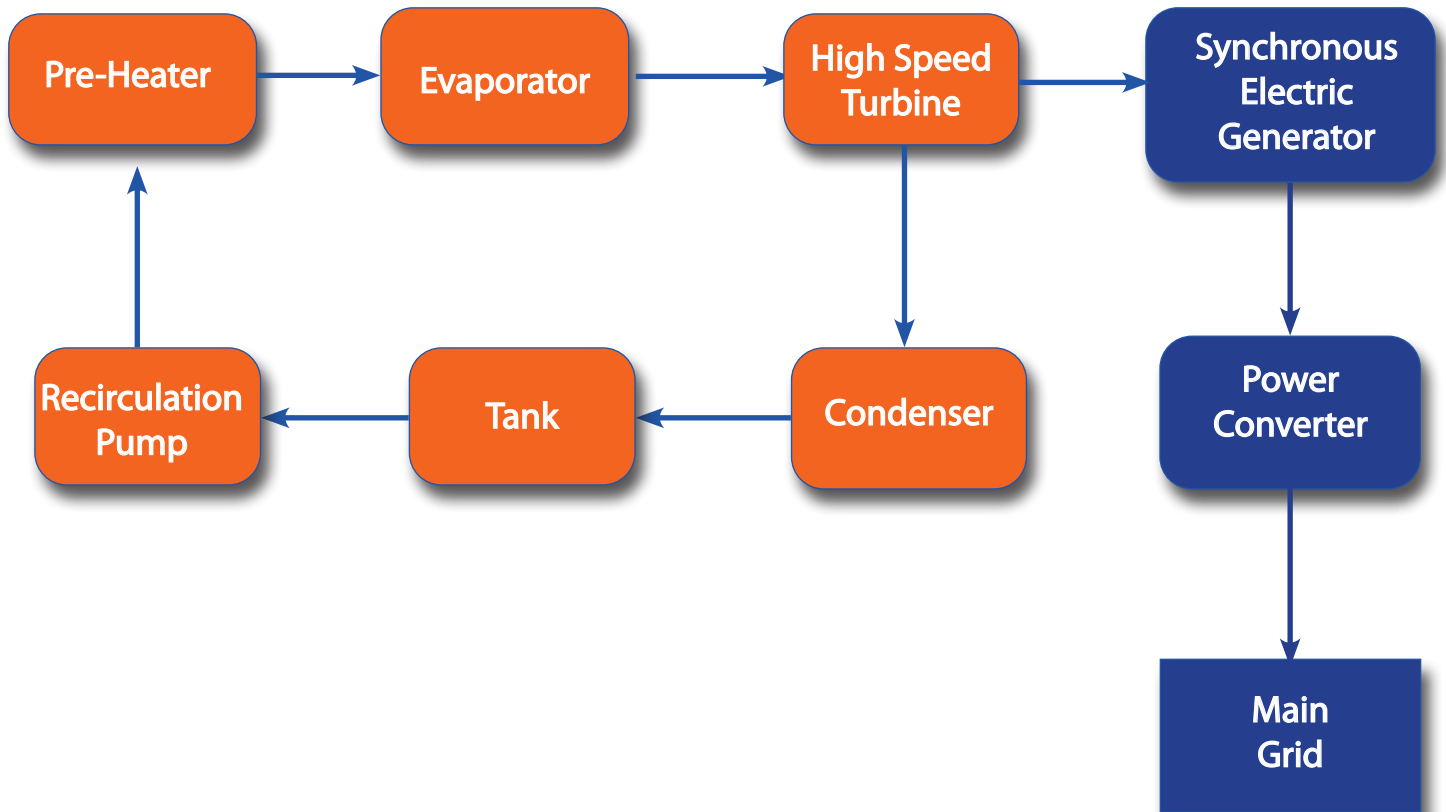 Pre-Heater
Evaporator
High Speed
Turbine
Synchronous
Electric
Generator
Recirculation
Pump
Tank
Condenser
Power
Converter
Main
Grid